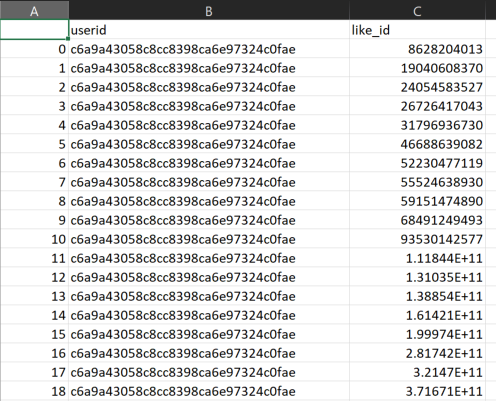 A B C
userid like_id
0 c6a9a43058c8cc8398ca6e97324c0fae 8628204013
1 c6a9a43058c8cc8398ca6e97324c0fae 19040608370
2 c6a9a43058c8cc8398ca6e97324c0fae 24054583527
3 c6a9a43058c8cc8398ca6e97324c0fae 26726417043
4 c6a9a43058c8cc8398ca6e97324c0fae 31796936730
5 c6a9a43058c8cc8398ca6e97324c0fae 46688639082
6 c6a9a43058c8cc8398ca6e97324c0fae 52230477119
7 c6a9a43058c8cc8398ca6e97324c0fae 55524638930
8 c6a9a43058c8cc8398ca6e97324c0fae 59151474890
9 c6a9a43058c8cc8398ca6e97324c0fae 68491249493
10 c6a9a43058c8cc8398ca6e97324c0fae 93530142577
11 c6a9a43058c8cc8398ca6e97324c0fae 1.11844E+11
12 c6a9a43058c8cc8398ca6e97324c0fae 1.31035E+11
13 c6a9a43058c8cc8398ca6e97324c0fae 1.38854E+11
14 c6a9a43058c8cc8398ca6e97324c0fae 1.61421E+11
15 c6a9a43058c8cc8398ca6e97324c0fae 1.99974E+11
16 c6a9a43058c8cc8398ca6e97324c0fae 2.81742E+11
17 c6a9a43058c8cc8398ca6e97324c0fae 3.2147E+11
18 c6a9a43058c8cc8398ca6e97324c0fae 3.71671E+11